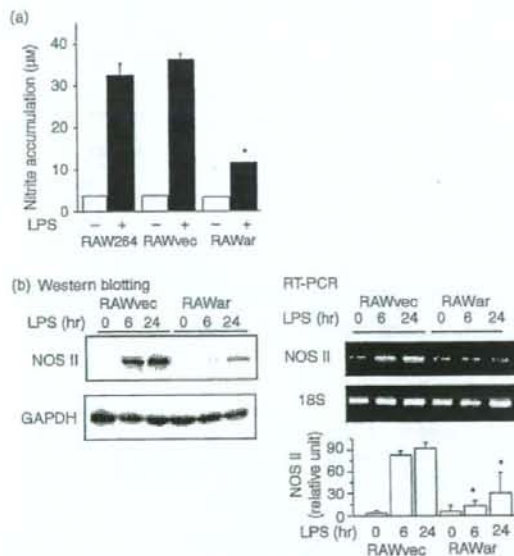 (a)
Nitrite accumulation (μM)
40
30
20
10
0
*
LPS − + − + − +
RAW264 RAWvec RAWar
(b) Western blotting
RAWvec RAWar
LPS (hr) 0 6 24 0 6 24
NOS II
GAPDH
RT-PCR
RAWvec RAWar
LPS (hr) 0 6 24 0 6 24
NOS II
18S
NOS II
(relative unit)
90
60
30
0
* *
LPS (hr) 0 6 24 0 6 24
RAWvec RAWar